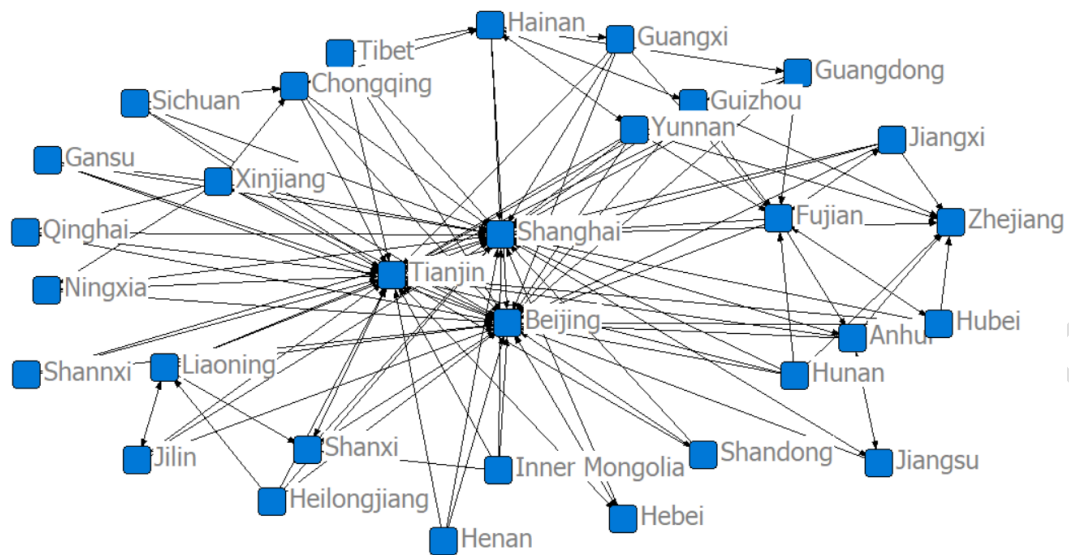 Hainan
Guangxi
Tibet
Guangdong
Chongqing
Sichuan
Guizhou
Yunnan
Jiangxi
Gansu
Xinjiang
Fujian
Zhejiang
Qinghai
Shanghai
Tianjin
Ningxia
Beijing
Hubei
Anhui
Shannxi
Liaoning
Hunan
Jilin
Shanxi
Inner Mongolia
Shandong
Jiangsu
Heilongjiang
Hebei
Henan